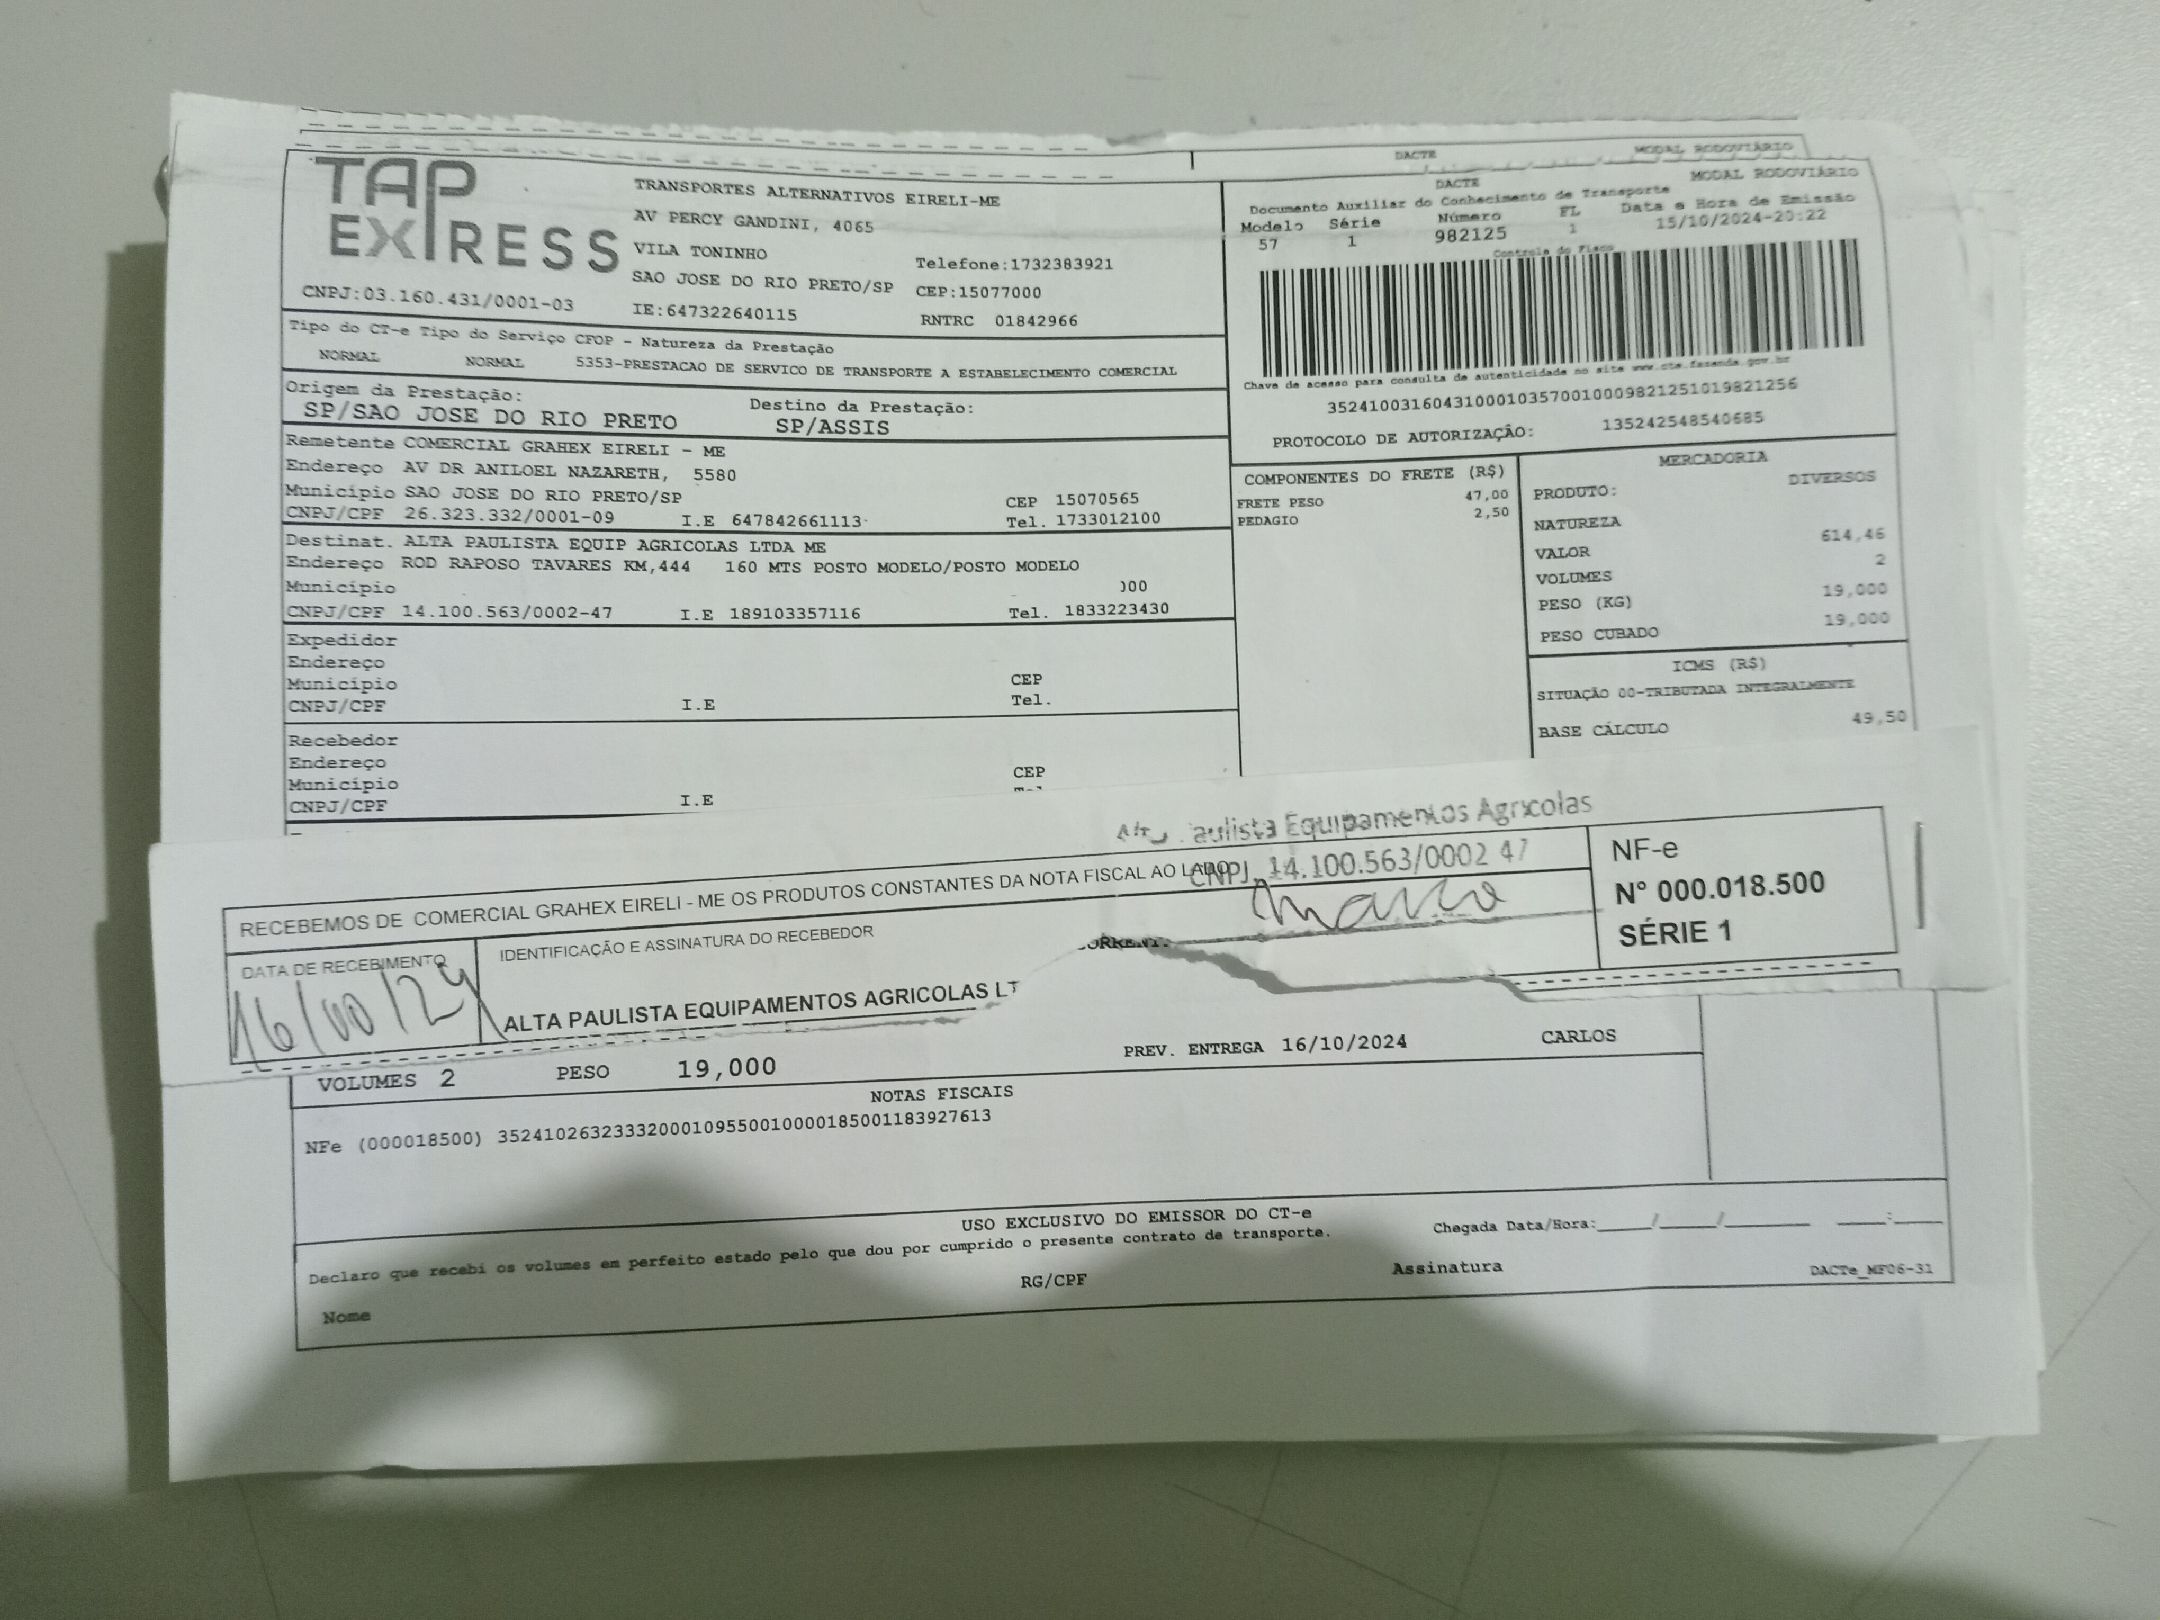 DACTE MODAL RODOVIÁRIO
TAP EXPRESS
TRANSPORTES ALTERNATIVOS EIRELI-ME
AV PERCY GANDINI, 4065
VILA TONINHO
Telefone:1732383921
SAO JOSE DO RIO PRETO/SP CEP:15077000
CNPJ:03.160.431/0001-03
IE:647322640115
RNTRC 01842966
DACTE MODAL RODOVIÁRIO
Documento Auxiliar do Conhecimento de Transporte
Modelo Série Número FL Data e Hora de Emissão
57 1 982125 1 15/10/2024-20:22
Controle do Fisco
Chave de acesso para consulta de autenticidade no site www.cte.fazenda.gov.br
35241003160431000103570010009821251019821256
PROTOCOLO DE AUTORIZAÇÃO: 135242548540685
Tipo do CT-e Tipo do Serviço CFOP - Natureza da Prestação
NORMAL NORMAL 5353-PRESTACAO DE SERVICO DE TRANSPORTE A ESTABELECIMENTO COMERCIAL
Origem da Prestação: Destino da Prestação:
SP/SAO JOSE DO RIO PRETO SP/ASSIS
Remetente COMERCIAL GRAHEX EIRELI - ME
Endereço AV DR ANILOEL NAZARETH, 5580
Município SAO JOSE DO RIO PRETO/SP CEP 15070565
CNPJ/CPF 26.323.332/0001-09 I.E 647842661113 Tel. 1733012100
Destinat. ALTA PAULISTA EQUIP AGRICOLAS LTDA ME
Endereço ROD RAPOSO TAVARES KM,444 160 MTS POSTO MODELO/POSTO MODELO
Município
CNPJ/CPF 14.100.563/0002-47 I.E 189103357116 Tel. 1833223430
Expedidor
Endereço
Município CEP
CNPJ/CPF I.E Tel.
Recebedor
Endereço
Município CEP
CNPJ/CPF I.E
COMPONENTES DO FRETE (R$)
FRETE PESO 47,00
PEDAGIO 2,50
MERCADORIA
PRODUTO: DIVERSOS
NATUREZA
VALOR 614,46
VOLUMES 2
PESO (KG) 19,000
PESO CUBADO 19,000
ICMS (R$)
SITUAÇÃO 00-TRIBUTADA INTEGRALMENTE
BASE CÁLCULO 49,50
aulista Equipamentos Agrícolas
CNPJ. 14.100.563/0002 47
RECEBEMOS DE COMERCIAL GRAHEX EIRELI - ME OS PRODUTOS CONSTANTES DA NOTA FISCAL AO LADO
DATA DE RECEBIMENTO
IDENTIFICAÇÃO E ASSINATURA DO RECEBEDOR
ALTA PAULISTA EQUIPAMENTOS AGRICOLAS LT
NF-e
N° 000.018.500
SÉRIE 1
VOLUMES 2 PESO 19,000 PREV. ENTREGA 16/10/2024 CARLOS
NOTAS FISCAIS
NFe (000018500) 35241026323332000109550010000185001183927613
USO EXCLUSIVO DO EMISSOR DO CT-e
Declaro que recebi os volumes em perfeito estado pelo que dou por cumprido o presente contrato de transporte.
Chegada Data/Hora:_____/_____/_______ ____:____
Nome RG/CPF Assinatura
DACTe_MF06-31